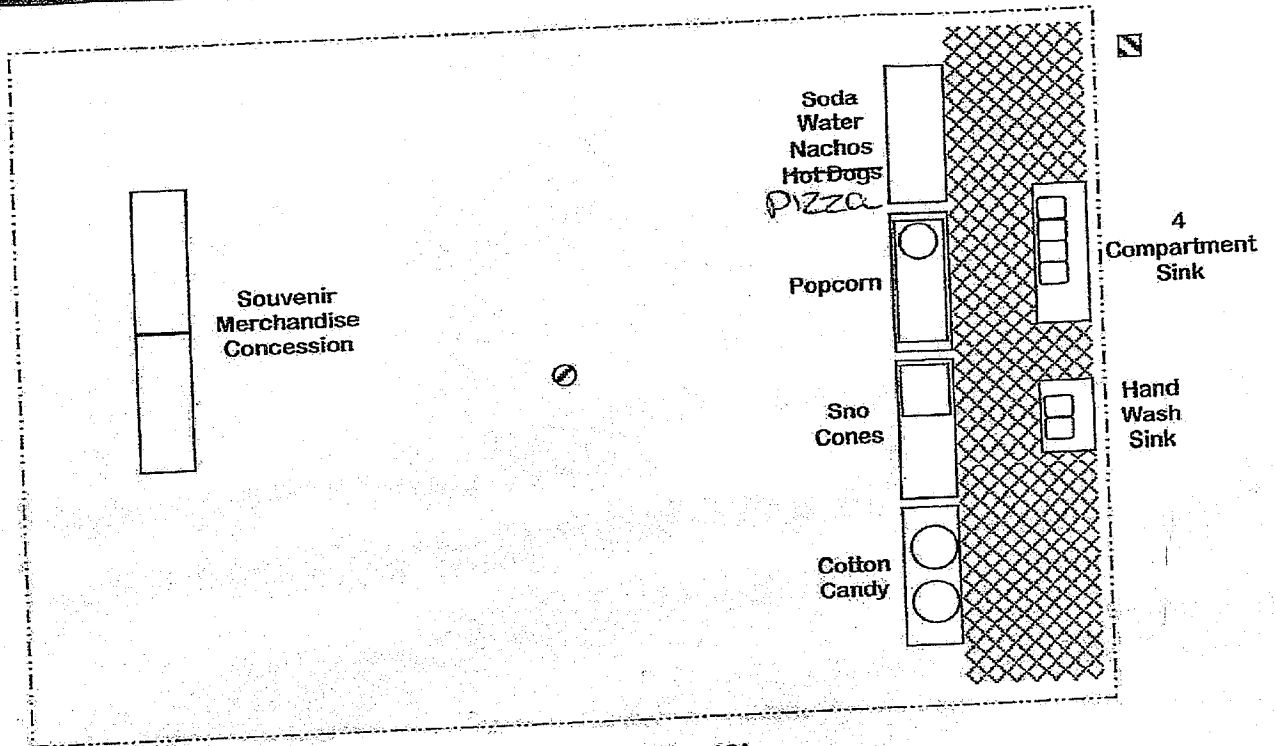 Soda
Water
Nachos
Hot Dogs
Pizza
Popcorn
4
Compartment
Sink
Souvenir
Merchandise
Concession
Sno
Cones
Hand
Wash
Sink
Cotton
Candy